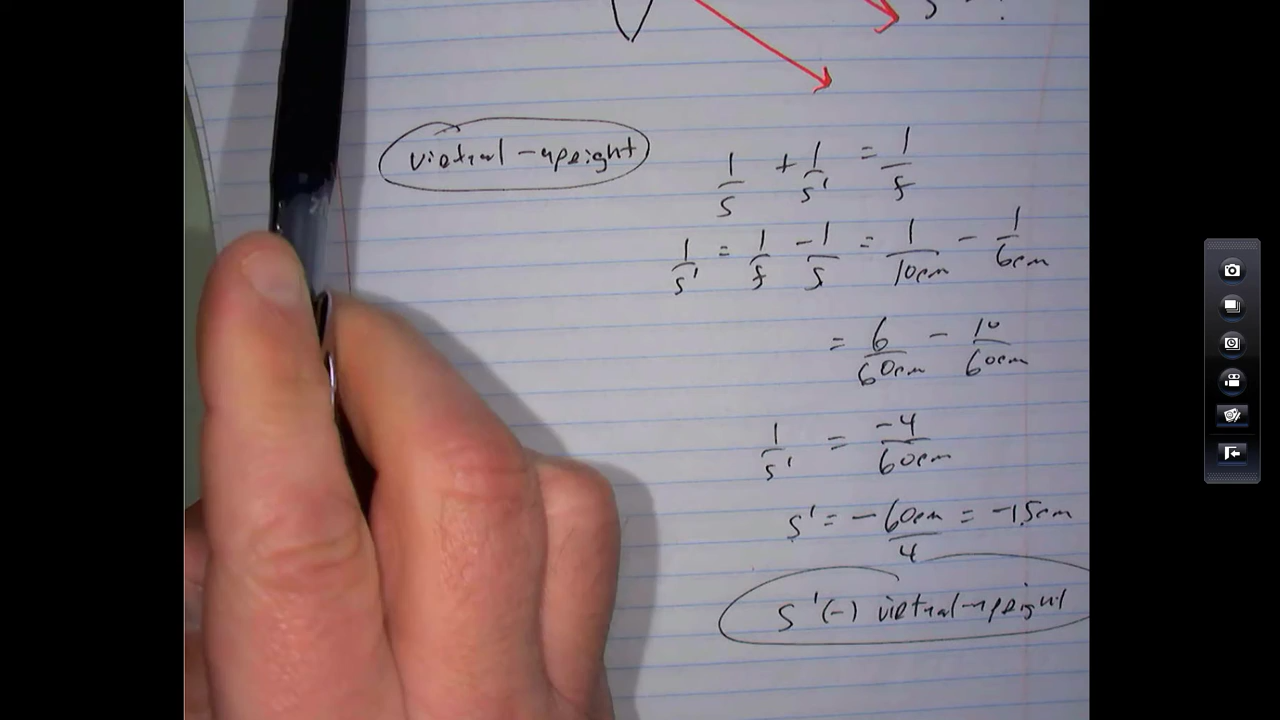 s' = ?
virtual-upright
1/s + 1/s' = 1/f
1/s' = 1/f - 1/s = 1/10cm - 1/6cm
= 6/60cm - 10/60cm
1/s' = -4/60cm
s' = -60cm/4 = -15cm
s'(-) virtual-upright